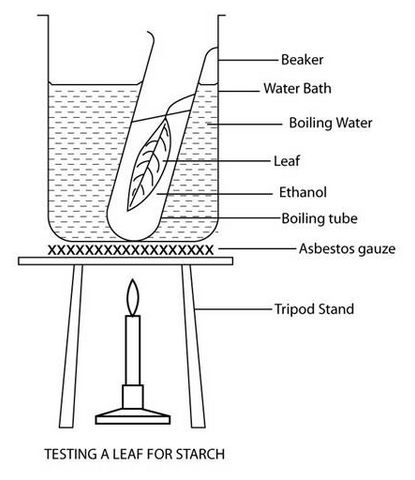 Beaker
Water Bath
Boiling Water
Leaf
Ethanol
Boiling tube
XXXXXXXXXXXXXXXXXX Asbestos gauze
Tripod Stand
TESTING A LEAF FOR STARCH